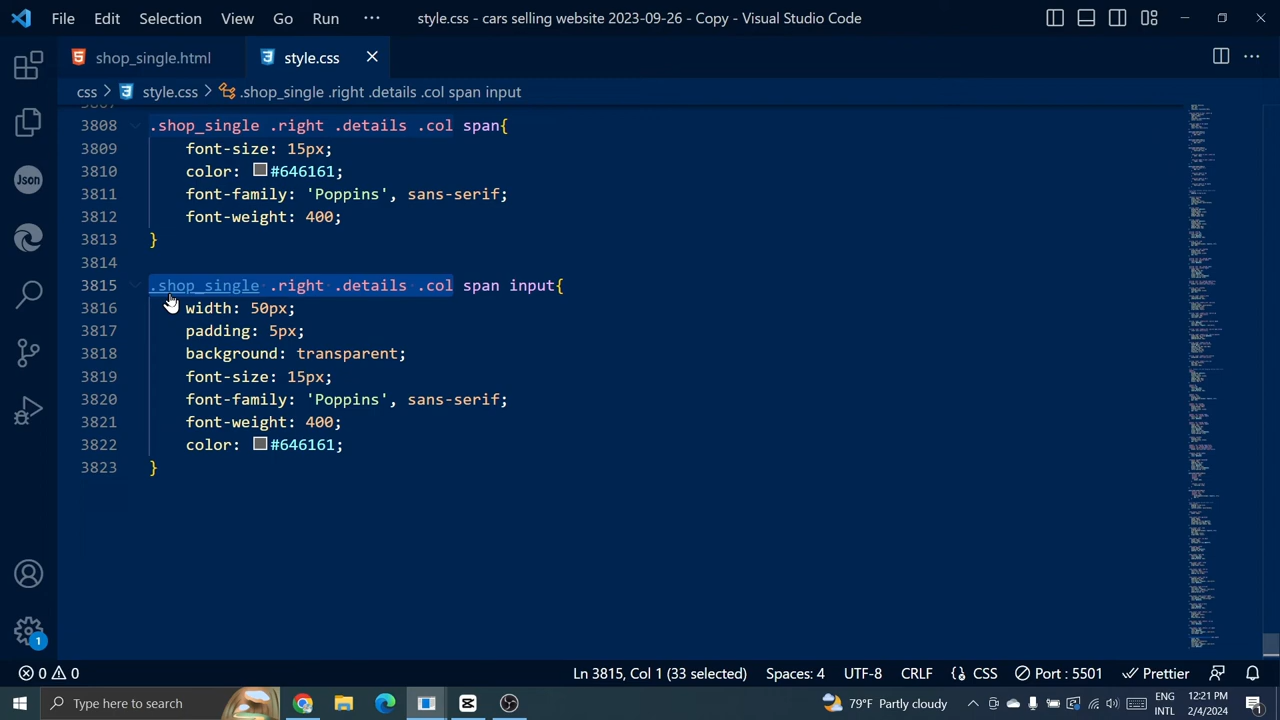 File Edit Selection View Go Run ··· style.css - cars selling website 2023-09-26 - Copy - Visual Studio Code
shop_single.html style.css
css > style.css > .shop_single .right .details .col span input
3807
3808 .shop_single .right .details .col span{
3809 font-size: 15px;
3810 color: #646161;
3811 font-family: 'Poppins', sans-serif;
3812 font-weight: 400;
3813 }
3814
3815 .shop_single .right .details .col span input{
3816 width: 50px;
3817 padding: 5px;
3818 background: transparent;
3819 font-size: 15px;
3820 font-family: 'Poppins', sans-serif;
3821 font-weight: 400;
3822 color: #646161;
3823 }
Json
1
0 0 Ln 3815, Col 1 (33 selected) Spaces: 4 UTF-8 CRLF {} CSS Port : 5501 Prettier
Type here to search 79°F Partly cloudy ENG INTL 12:21 PM 2/4/2024